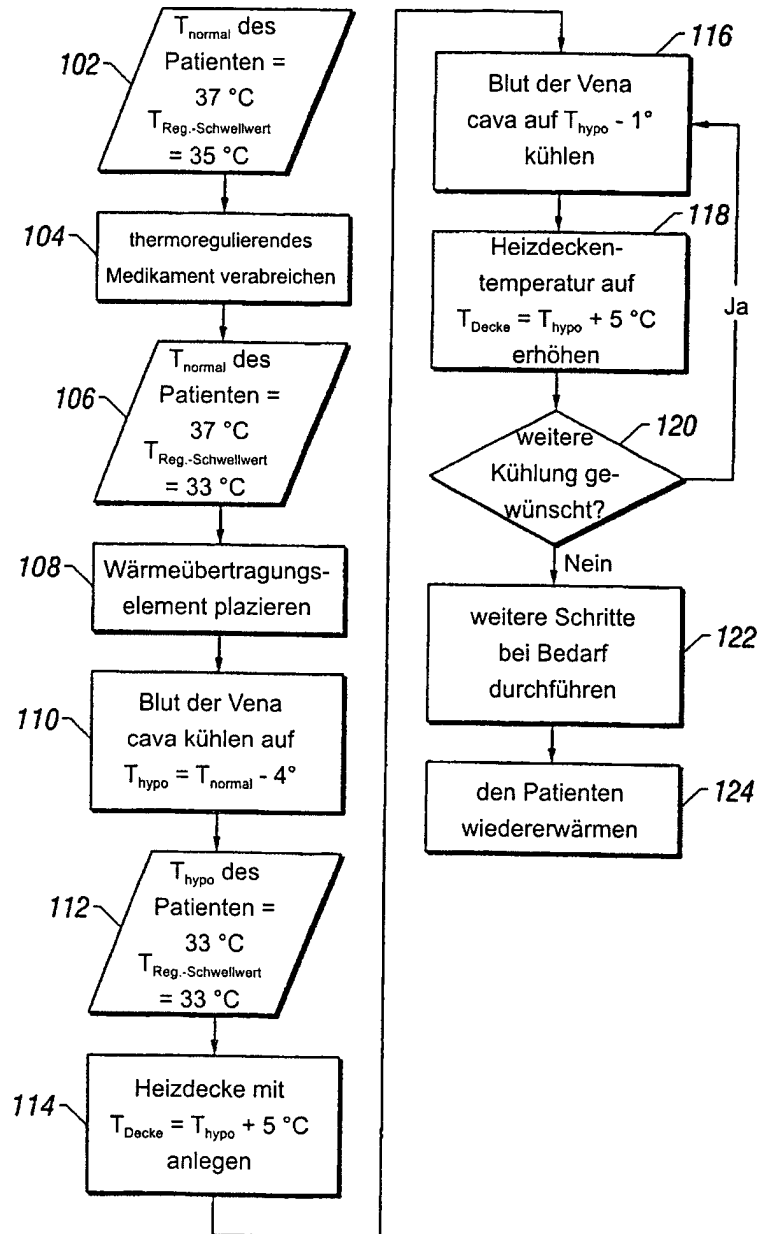 102
T_normal des
Patienten =
37 °C
T_Reg.-Schwellwert
= 35 °C
104
thermoregulierendes
Medikament verabreichen
106
T_normal des
Patienten =
37 °C
T_Reg.-Schwellwert
= 33 °C
108
Wärmeübertragungs-
element plazieren
110
Blut der Vena
cava kühlen auf
T_hypo = T_normal - 4°
112
T_hypo des
Patienten =
33 °C
T_Reg.-Schwellwert
= 33 °C
114
Heizdecke mit
T_Decke = T_hypo + 5 °C
anlegen
116
Blut der Vena
cava auf T_hypo - 1°
kühlen
118
Heizdecken-
temperatur auf
T_Decke = T_hypo + 5 °C
erhöhen
Ja
120
weitere
Kühlung ge-
wünscht?
Nein
122
weitere Schritte
bei Bedarf
durchführen
124
den Patienten
wiedererwärmen